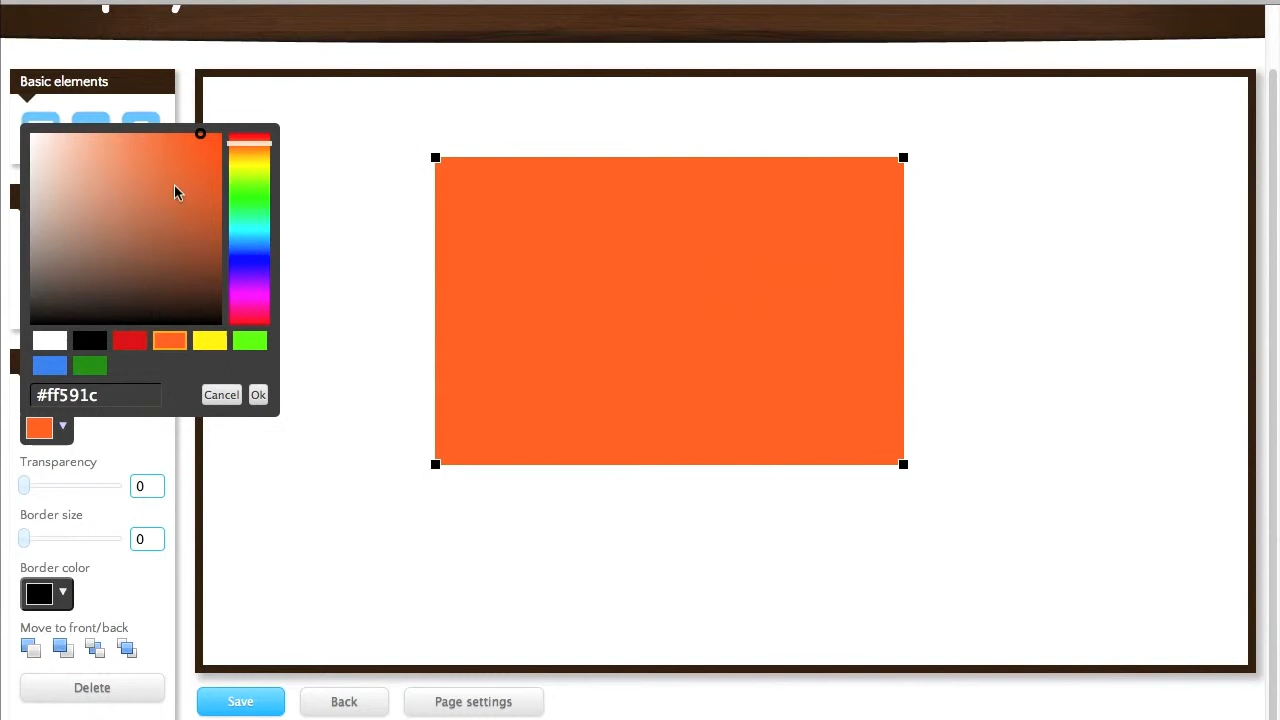 Basic elements
#ff591c
Cancel
Ok
Transparency
0
Border size
0
Border color
Move to front/back
Delete
Save
Back
Page settings